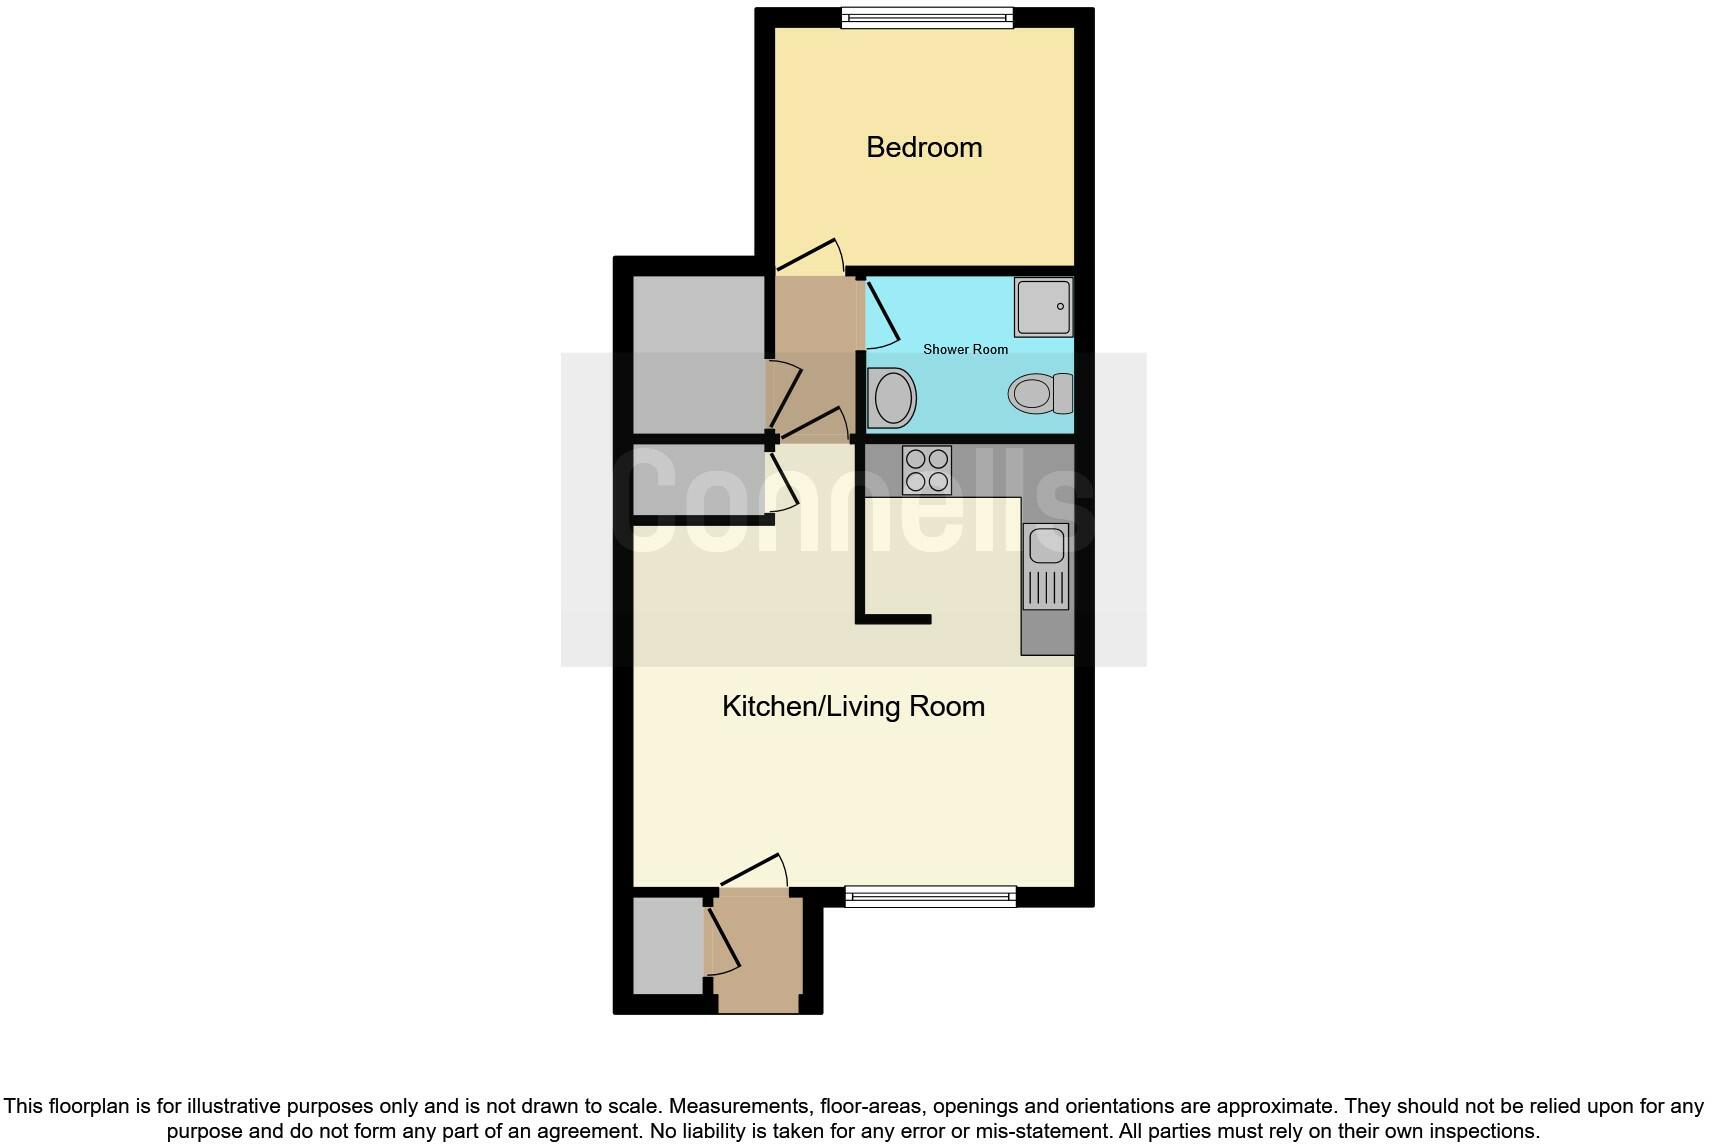 Bedroom
Shower Room
Connells
Kitchen/Living Room
This floorplan is for illustrative purposes only and is not drawn to scale. Measurements, floor-areas, openings and orientations are approximate. They should not be relied upon for any
purpose and do not form any part of an agreement. No liability is taken for any error or mis-statement. All parties must rely on their own inspections.